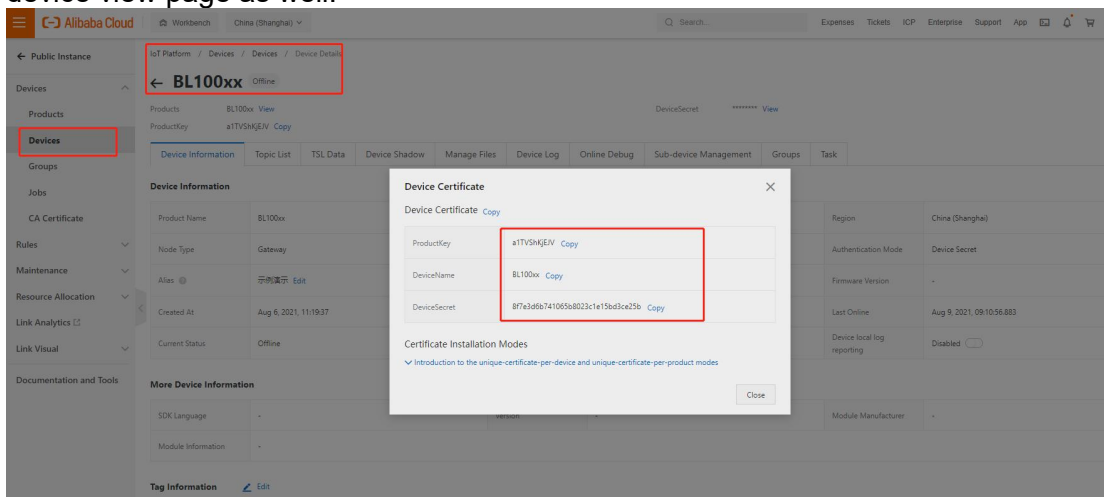 device view page as well.
Alibaba Cloud Workbench China (Shanghai) Search... Expenses Tickets ICP Enterprise Support App
Public Instance
IoT Platform / Devices / Devices / Device Details
BL100xx Offline
Devices
Products
Devices
Groups
Jobs
CA Certificate
Rules
Maintenance
Resource Allocation
Link Analytics
Link Visual
Documentation and Tools
Products BL100xx View DeviceSecret ******** View
ProductKey a1TVShKjEJV Copy
Device Information Topic List TSL Data Device Shadow Manage Files Device Log Online Debug Sub-device Management Groups Task
Device Information
Product Name BL100xx Region China (Shanghai)
Node Type Gateway Authentication Mode Device Secret
Alias 示例演示 Edit Firmware Version -
Created At Aug 6, 2021, 11:19:37 Last Online Aug 9, 2021, 09:10:56.883
Current Status Offline Device local log reporting Disabled
Device Certificate
Device Certificate Copy
ProductKey a1TVShKjEJV Copy
DeviceName BL100xx Copy
DeviceSecret 8f7e3d6b741065b8023c1e15bd3ce25b Copy
Certificate Installation Modes
Introduction to the unique-certificate-per-device and unique-certificate-per-product modes
Close
More Device Information
SDK Language - Version - Module Manufacturer -
Module Information -
Tag Information Edit